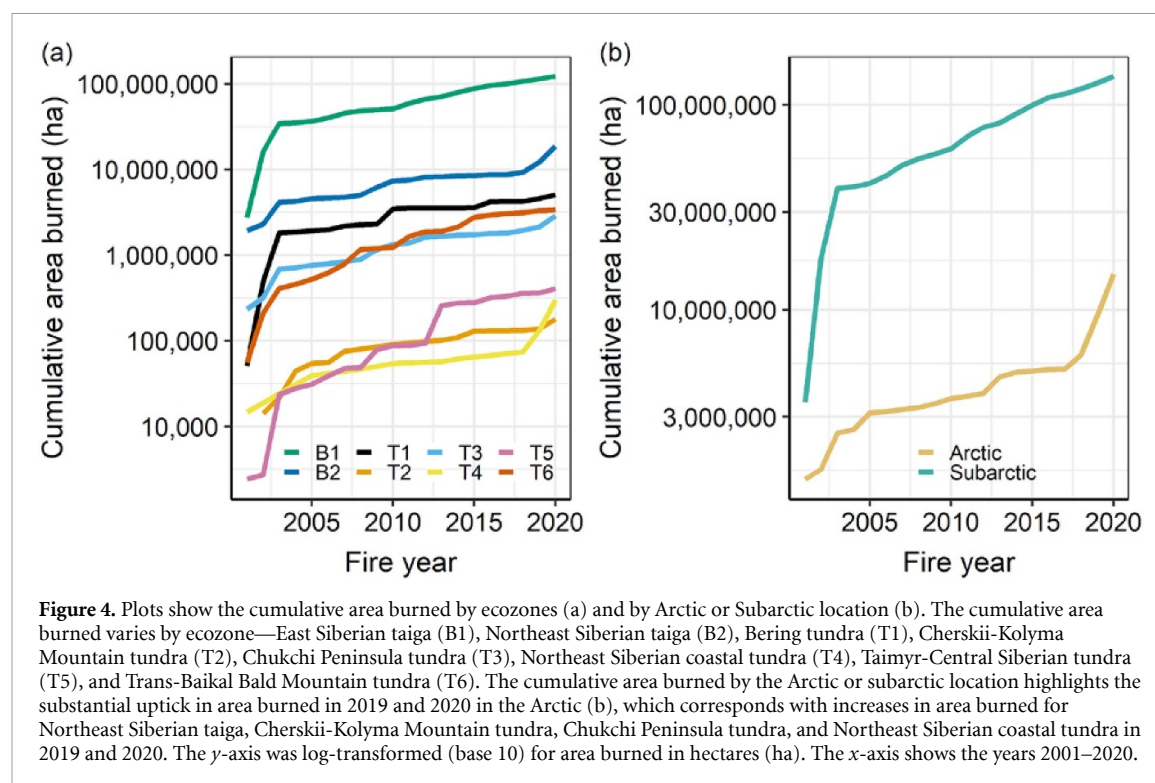 (a)
Cumulative area burned (ha)
100,000,000
10,000,000
1,000,000
100,000
10,000
B1 T1 T3 T5
B2 T2 T4 T6
2005 2010 2015 2020
Fire year
(b)
Cumulative area burned (ha)
100,000,000
30,000,000
10,000,000
3,000,000
Arctic
Subarctic
2005 2010 2015 2020
Fire year
Figure 4. Plots show the cumulative area burned by ecozones (a) and by Arctic or Subarctic location (b). The cumulative area
burned varies by ecozone—East Siberian taiga (B1), Northeast Siberian taiga (B2), Bering tundra (T1), Cherskii-Kolyma
Mountain tundra (T2), Chukchi Peninsula tundra (T3), Northeast Siberian coastal tundra (T4), Taimyr-Central Siberian tundra
(T5), and Trans-Baikal Bald Mountain tundra (T6). The cumulative area burned by the Arctic or subarctic location highlights the
substantial uptick in area burned in 2019 and 2020 in the Arctic (b), which corresponds with increases in area burned for
Northeast Siberian taiga, Cherskii-Kolyma Mountain tundra, Chukchi Peninsula tundra, and Northeast Siberian coastal tundra in
2019 and 2020. The y-axis was log-transformed (base 10) for area burned in hectares (ha). The x-axis shows the years 2001–2020.